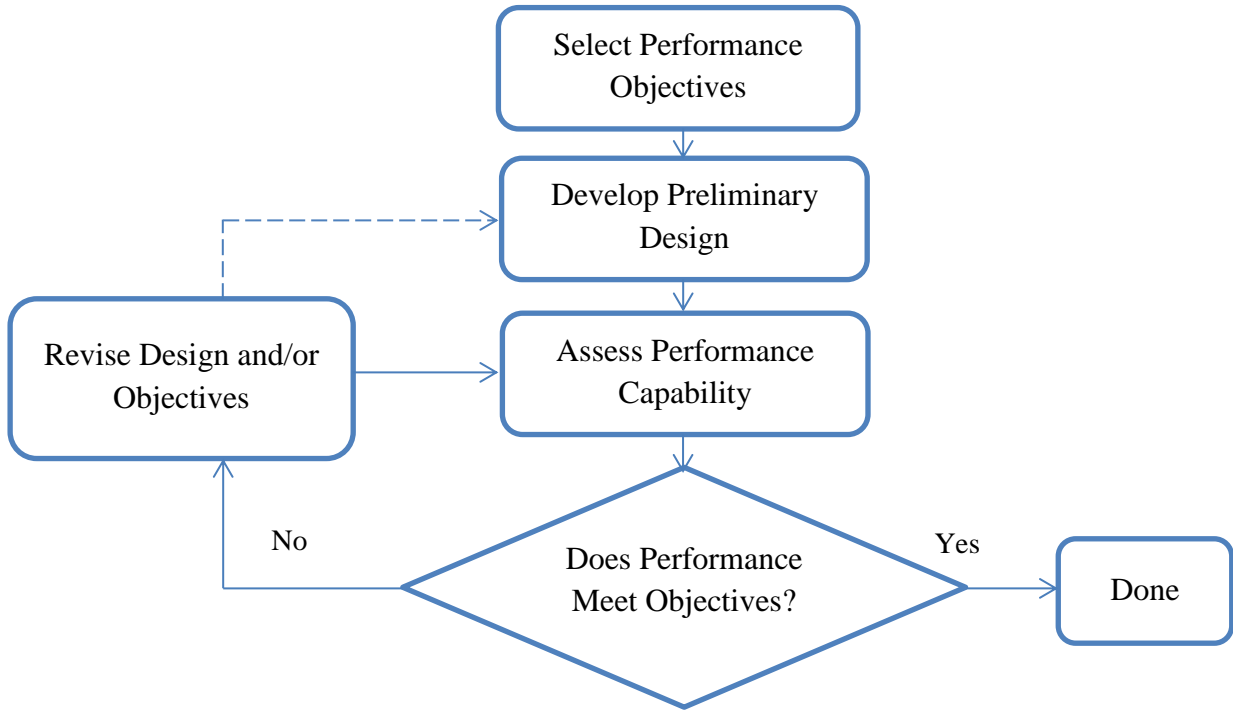 Select Performance
Objectives
Develop Preliminary
Design
Revise Design and/or
Objectives
Assess Performance
Capability
No
Does Performance
Meet Objectives?
Yes
Done